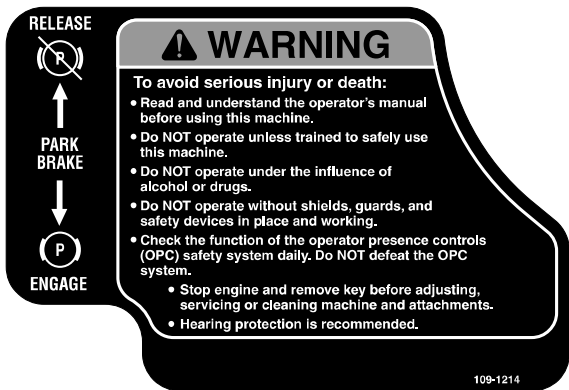 RELEASE
P
PARK
BRAKE
P
ENGAGE
WARNING
To avoid serious injury or death:
• Read and understand the operator's manual
before using this machine.
• Do NOT operate unless trained to safely use
this machine.
• Do NOT operate under the influence of
alcohol or drugs.
• Do NOT operate without shields, guards, and
safety devices in place and working.
• Check the function of the operator presence controls
(OPC) safety system daily. Do NOT defeat the OPC
system.
• Stop engine and remove key before adjusting,
servicing or cleaning machine and attachments.
• Hearing protection is recommended.
109-1214